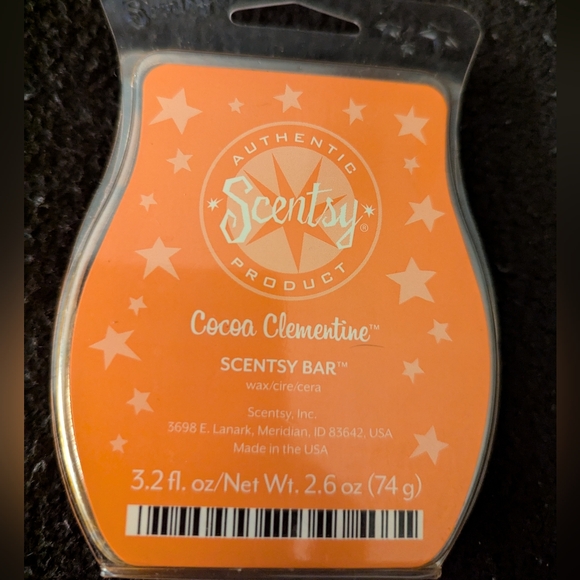 AUTHENTIC
Scentsy®
PRODUCT
Cocoa Clementine™
SCENTSY BAR™
wax/cire/cera
Scentsy, Inc.
3698 E. Lanark, Meridian, ID 83642, USA
Made in the USA
3.2 fl. oz/Net Wt. 2.6 oz (74 g)